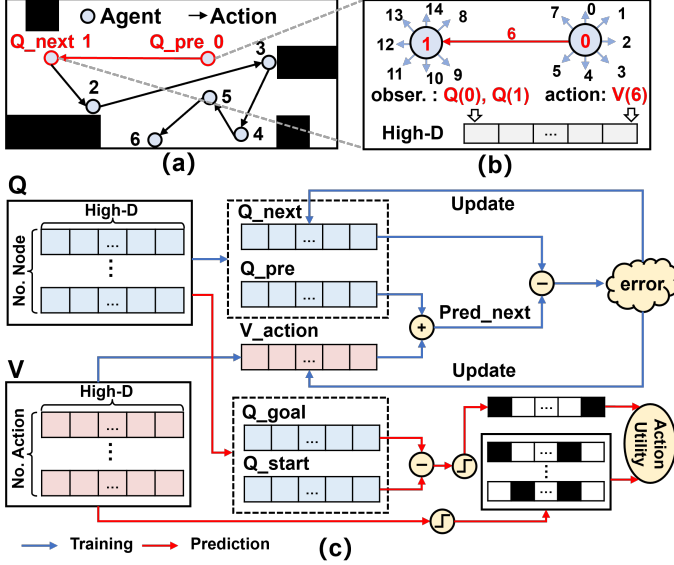 Agent
Action
Q_next 1
Q_pre 0
2
3
4
5
6
(a)
14
13
8
12
11
10
9
1
6
0
7
0
1
2
3
4
5
obser. : Q(0), Q(1)
action: V(6)
High-D
...
(b)
Q
High-D
No. Node
...
...
...
V
High-D
No. Action
...
...
...
Q_next
...
Q_pre
...
V_action
...
Update
Pred_next
+
−
error
Update
Q_goal
...
Q_start
...
−
...
...
...
...
Action
Utility
Training
Prediction
(c)